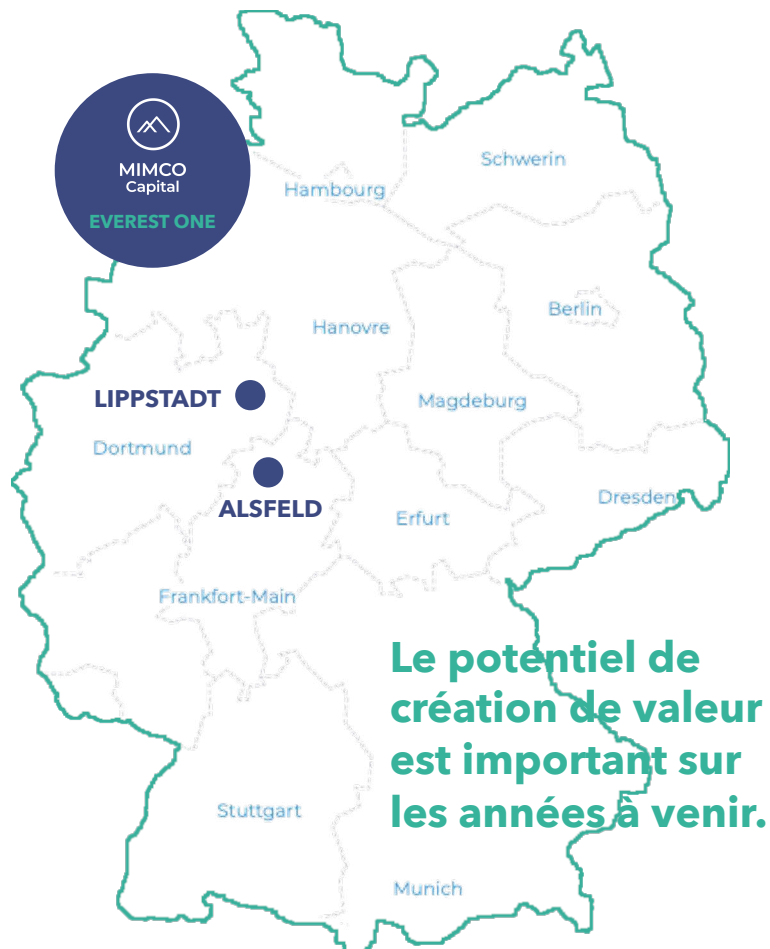 MIMCO
Capital
EVEREST ONE
Schwerin
Hambourg
Berlin
Hanovre
LIPPSTADT
Magdeburg
Dortmund
ALSFELD
Erfurt
Dresden
Frankfort-Main
Le potentiel de
création de valeur
est important sur
les années à venir.
Stuttgart
Munich